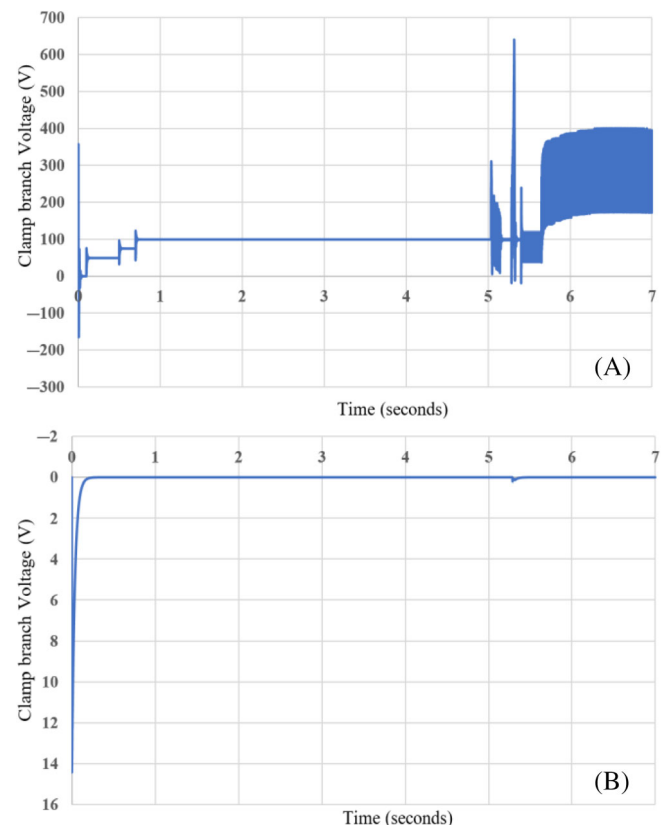 700
600
500
400
300
200
100
0
—100
—200
—300
Clamp branch Voltage (V)
0 1 2 3 4 5 6 7
(A)
Time (seconds)
—2
0 1 2 3 4 5 6 7
0
2
4
6
8
10
12
14
16
Clamp branch Voltage (V)
(B)
Time (seconds)